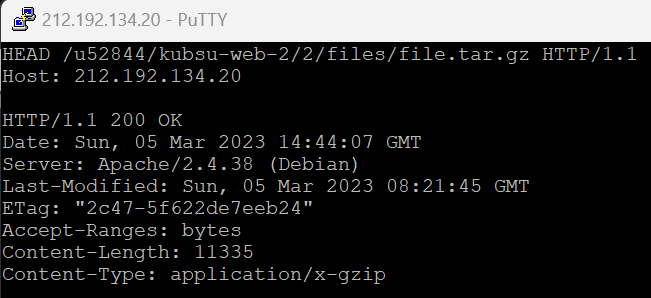 212.192.134.20 - PuTTY
HEAD /u52844/kubsu-web-2/2/files/file.tar.gz HTTP/1.1
Host: 212.192.134.20
HTTP/1.1 200 OK
Date: Sun, 05 Mar 2023 14:44:07 GMT
Server: Apache/2.4.38 (Debian)
Last-Modified: Sun, 05 Mar 2023 08:21:45 GMT
ETag: "2c47-5f622de7eeb24"
Accept-Ranges: bytes
Content-Length: 11335
Content-Type: application/x-gzip